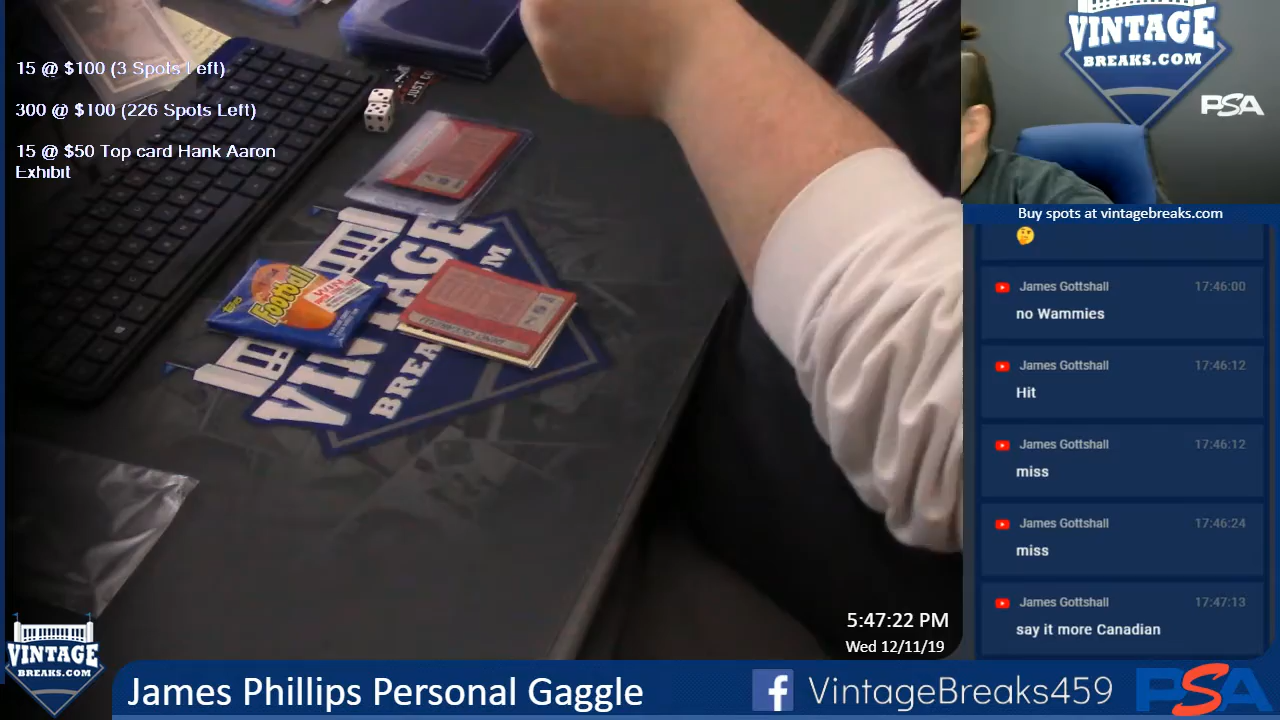 15 @ $100 (3 Spots Left)
300 @ $100 (226 Spots Left)
15 @ $50 Top card Hank Aaron
Exhibit
JUST
Topps
Football
VINTAGE
BREA
OM
VINTAGE
BREAKS.COM
PSA
Buy spots at vintagebreaks.com
🤔
James Gottshall 17:46:00
no Wammies
James Gottshall 17:46:12
Hit
James Gottshall 17:46:12
miss
James Gottshall 17:46:24
miss
James Gottshall 17:47:13
say it more Canadian
5:47:22 PM
Wed 12/11/19
VINTAGE
BREAKS.COM
James Phillips Personal Gaggle
f VintageBreaks459
PSA